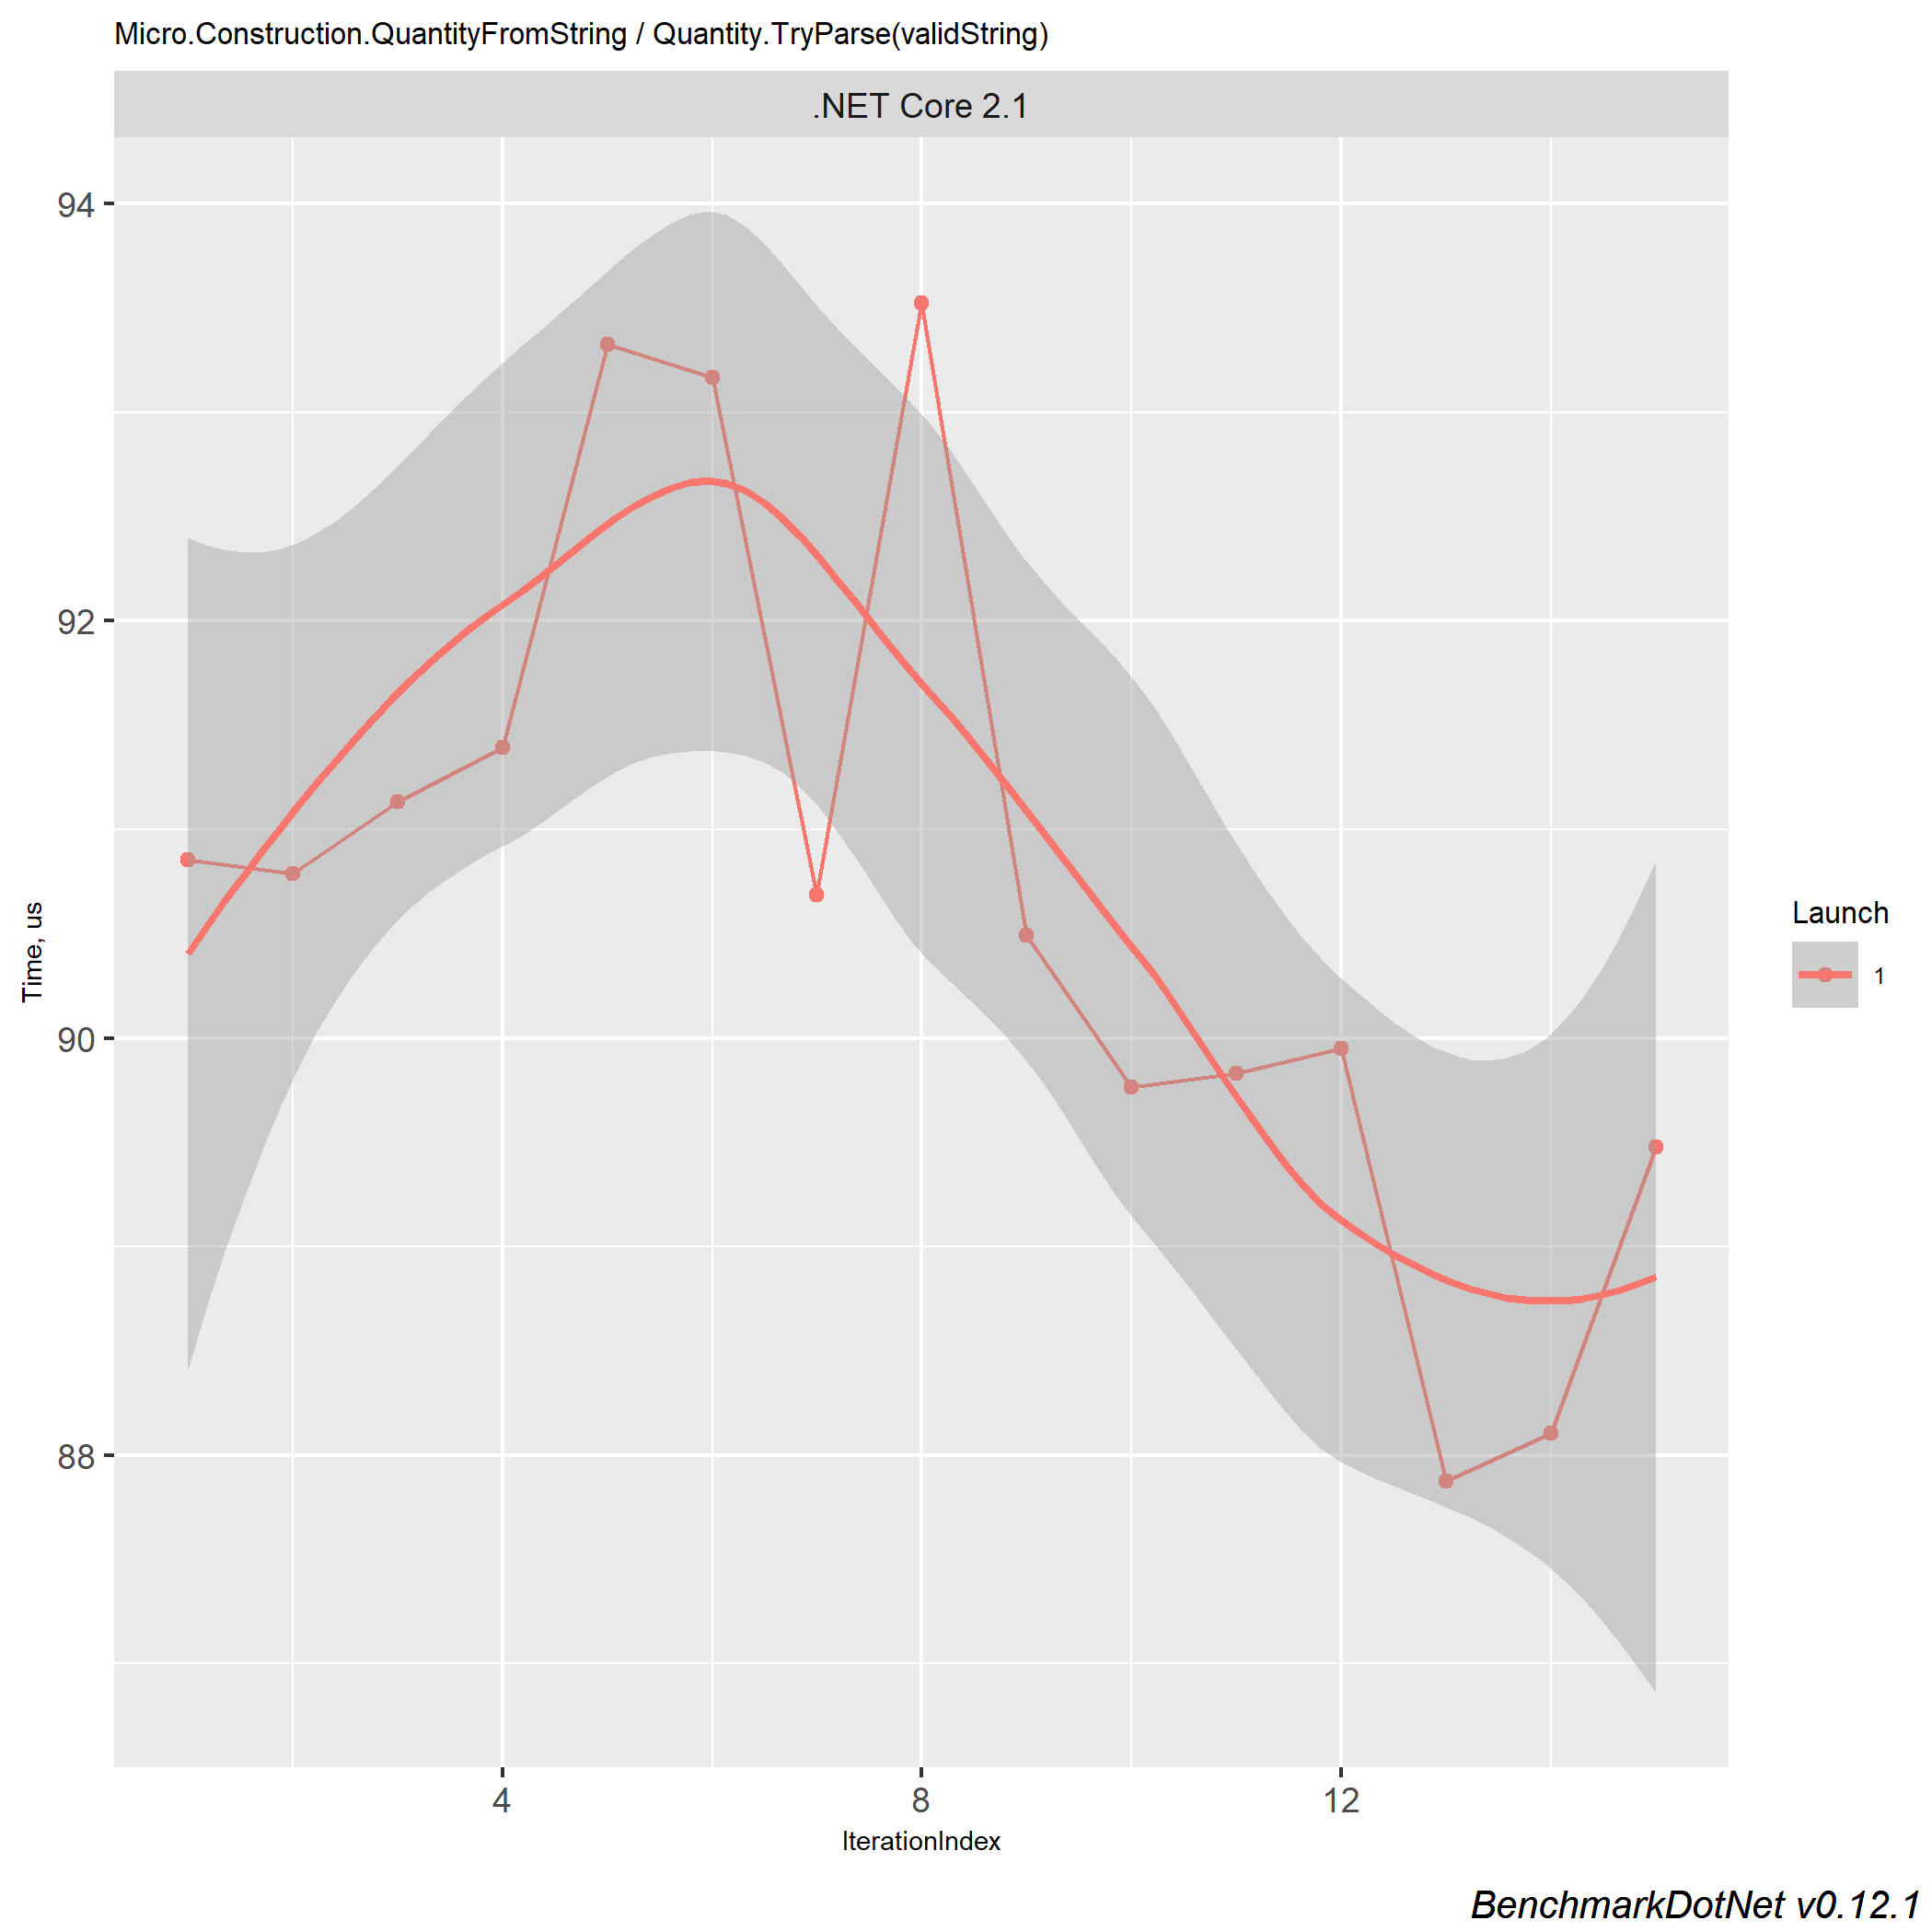 Micro.Construction.QuantityFromString / Quantity.TryParse(validString)
.NET Core 2.1
94
92
90
88
Time, us
4
8
12
IterationIndex
Launch
1
BenchmarkDotNet v0.12.1